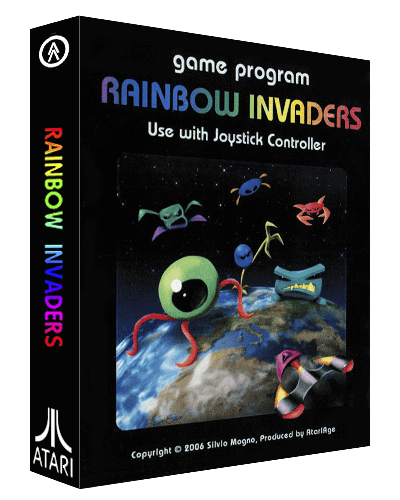 game program
RAINBOW INVADERS
Use with Joystick Controller
RAINBOW INVADERS
ATARI
Copyright © 2006 Silvio Mogno, Produced by AtariAge